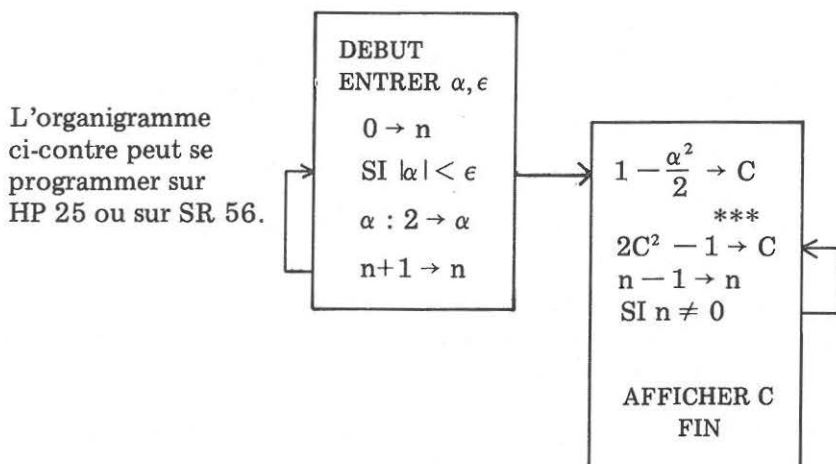 L'organigramme
ci-contre peut se
programmer sur
HP 25 ou sur SR 56.
DEBUT
ENTRER α, ϵ
0 → n
SI |α| < ϵ
α : 2 → α
n+1 → n
1 − α²/2 → C
***
2C² − 1 → C
n − 1 → n
SI n ≠ 0
AFFICHER C
FIN